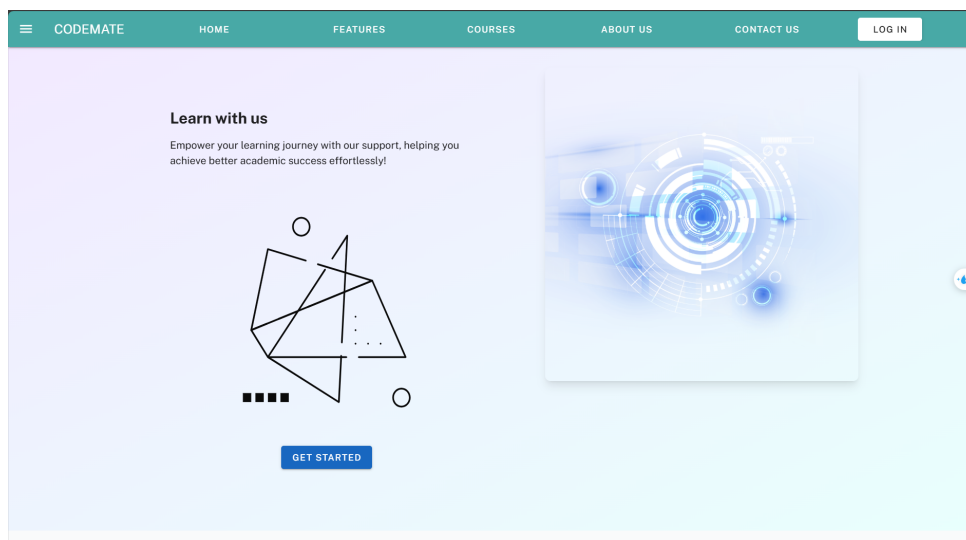 CODEMATE
HOME
FEATURES
COURSES
ABOUT US
CONTACT US
LOG IN
Learn with us
Empower your learning journey with our support, helping you
achieve better academic success effortlessly!
GET STARTED